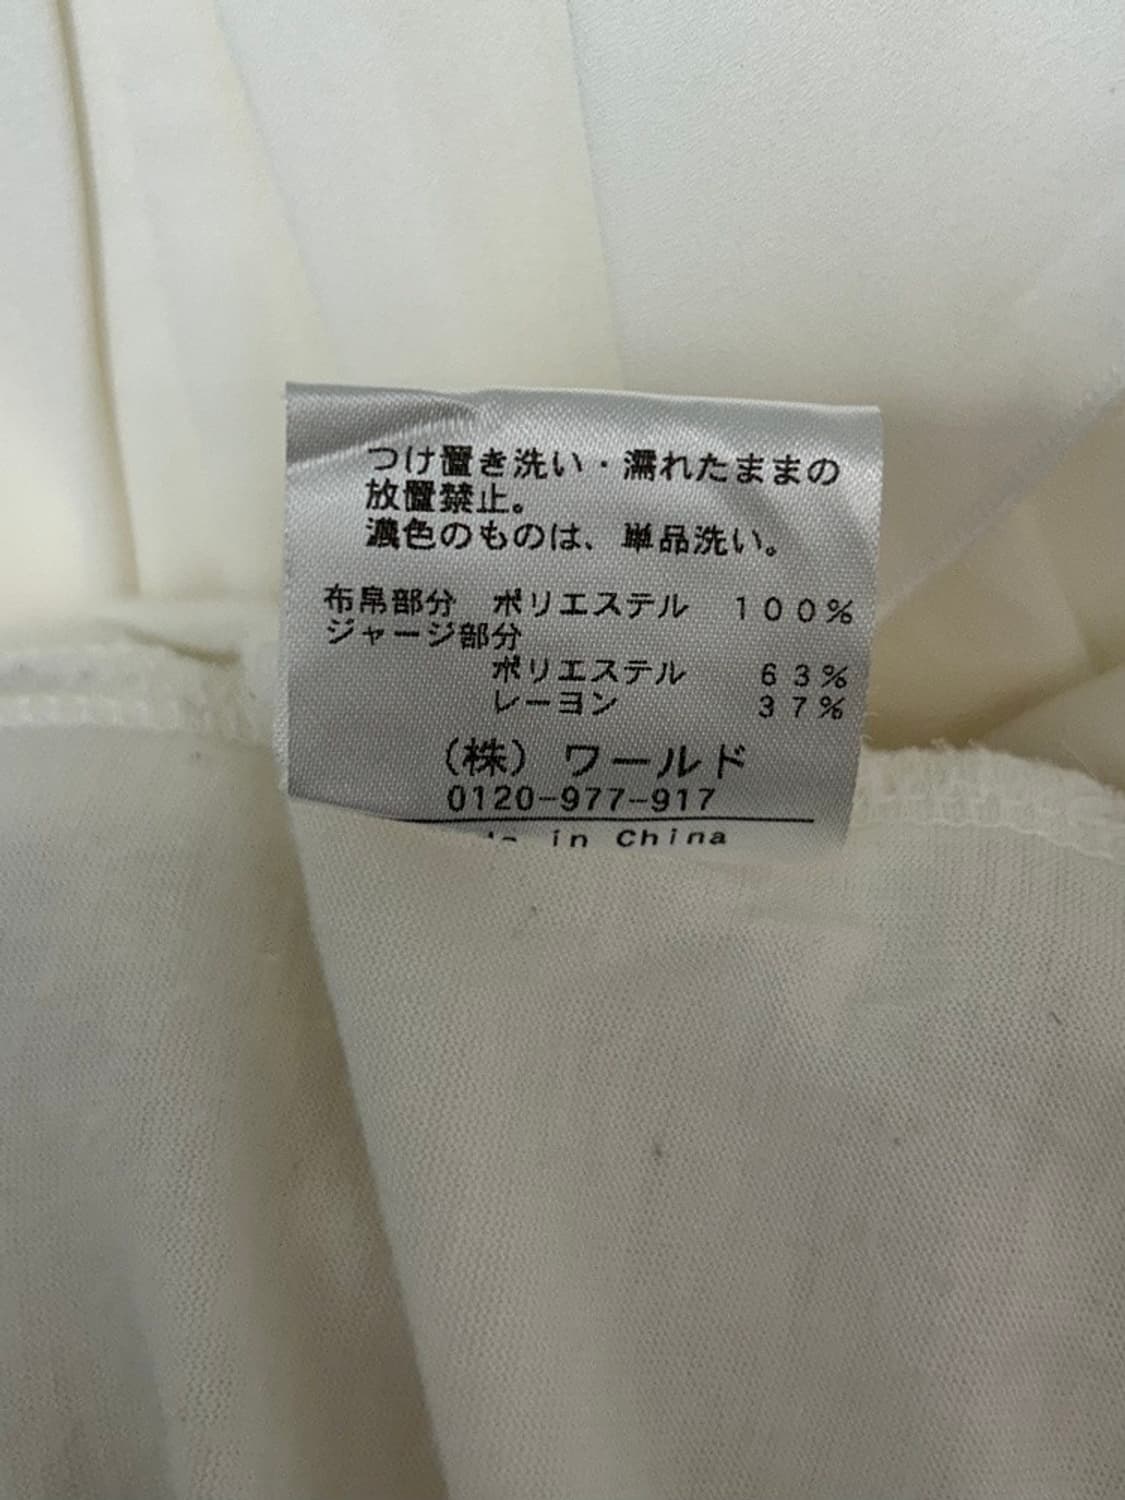 つけ置き洗い・濡れたままの
放置禁止。
濃色のものは、単品洗い。
布帛部分 ポリエステル 100%
ジャージ部分
ポリエステル 63%
レーヨン 37%
(株) ワールド
0120-977-917
in China